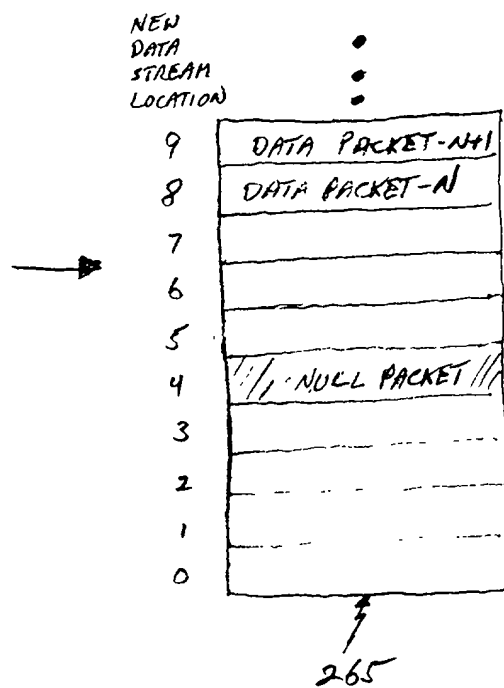 NEW
DATA
STREAM
LOCATION
9 DATA PACKET-N+1
8 DATA PACKET-N
7
6
5
4 NULL PACKET
3
2
1
0
265